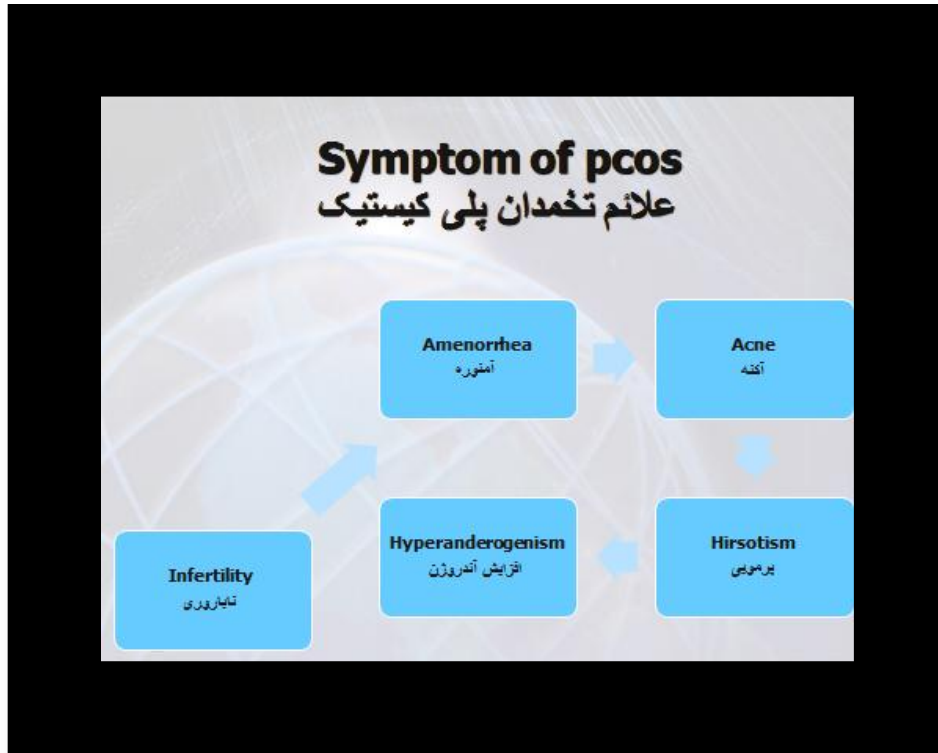 Symptom of pcos
علائم تخمدان پلی کیستیک
Infertility
ناباروری
Amenorrhea
آمنوره
Acne
آکنه
Hirsotism
پرمویی
Hyperanderogenism
افزایش آندروژن